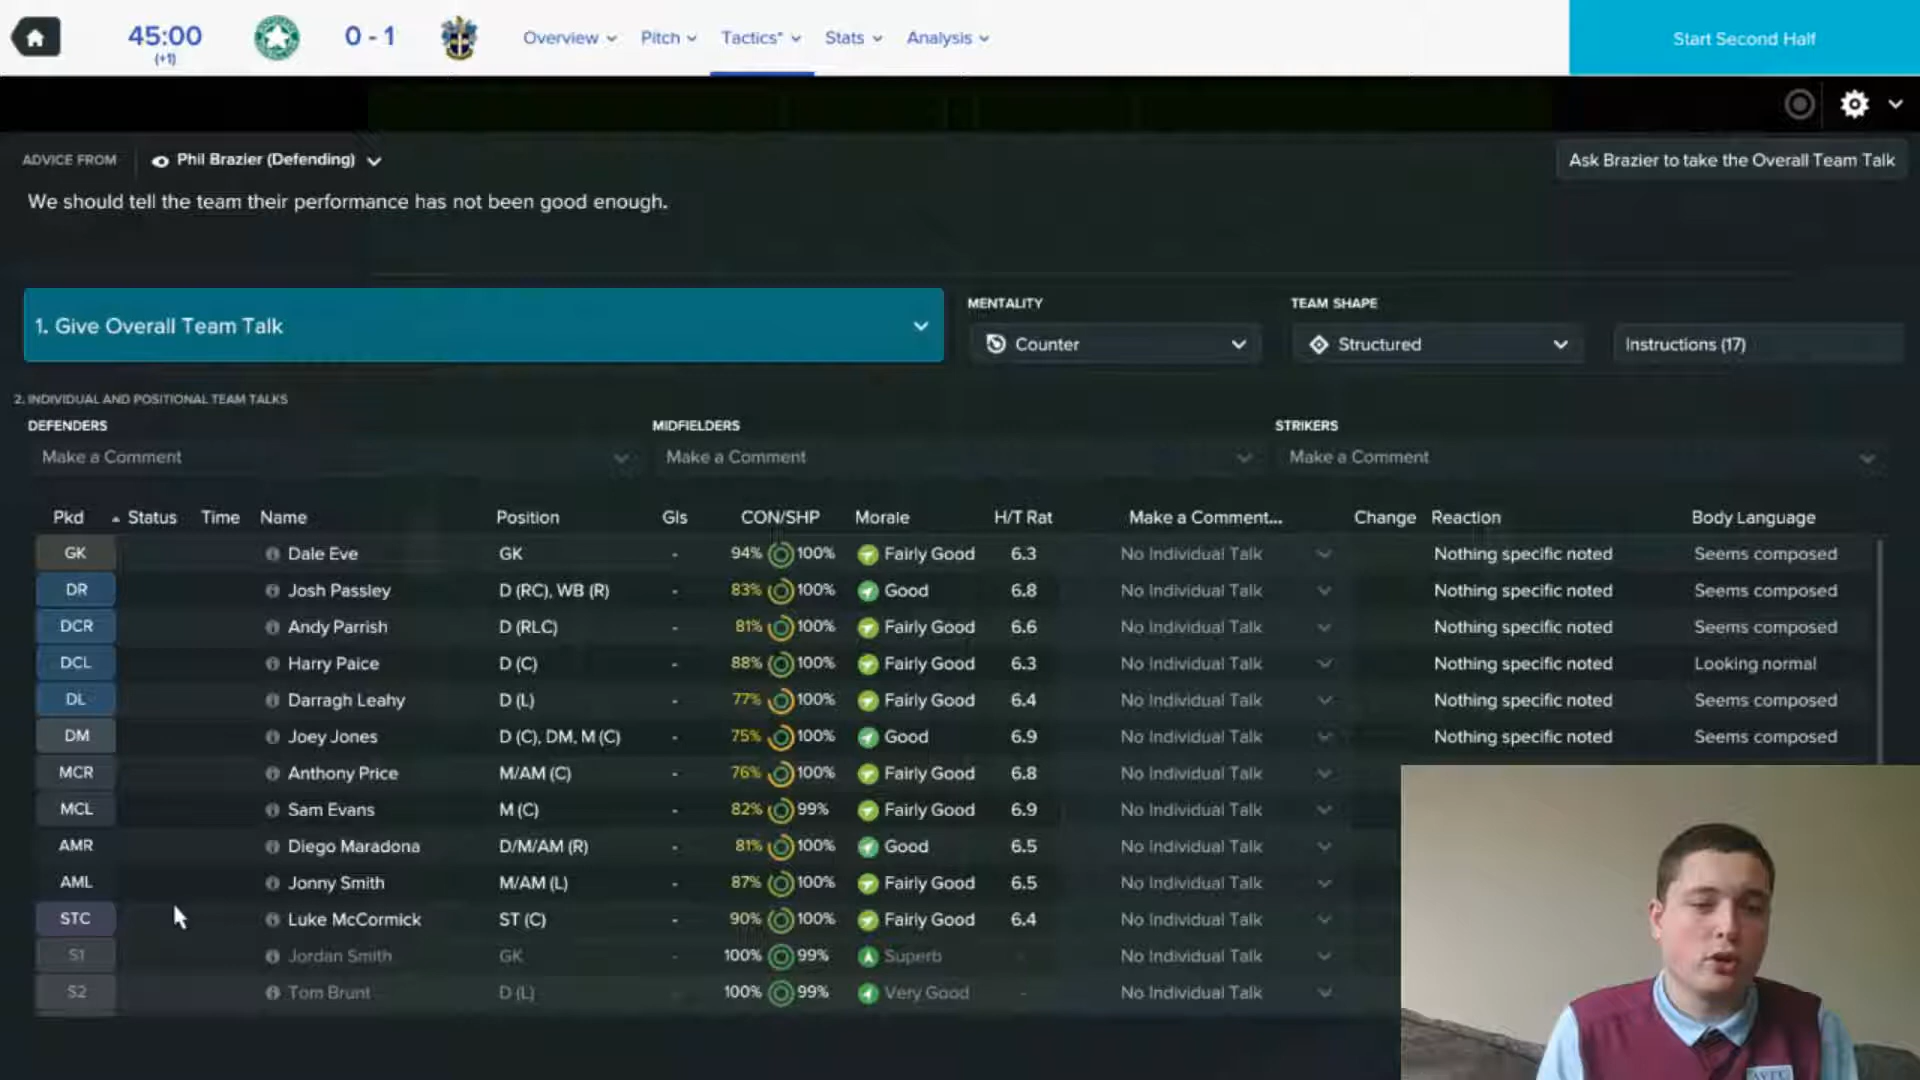 45:00
(+1)
0 - 1
Overview
Pitch
Tactics*
Stats
Analysis
Start Second Half
ADVICE FROM
Phil Brazier (Defending)
Ask Brazier to take the Overall Team Talk
We should tell the team their performance has not been good enough.
1. Give Overall Team Talk
MENTALITY
Counter
TEAM SHAPE
Structured
Instructions (17)
2. INDIVIDUAL AND POSITIONAL TEAM TALKS
DEFENDERS
MIDFIELDERS
STRIKERS
Make a Comment
Make a Comment
Make a Comment
Pkd Status Time Name Position Gls CON/SHP Morale H/T Rat Make a Comment... Change Reaction Body Language
GK Dale Eve GK - 94% 100% Fairly Good 6.3 No Individual Talk Nothing specific noted Seems composed
DR Josh Passley D (RC), WB (R) - 83% 100% Good 6.8 No Individual Talk Nothing specific noted Seems composed
DCR Andy Parrish D (RLC) - 81% 100% Fairly Good 6.6 No Individual Talk Nothing specific noted Seems composed
DCL Harry Paice D (C) - 88% 100% Fairly Good 6.3 No Individual Talk Nothing specific noted Looking normal
DL Darragh Leahy D (L) - 77% 100% Fairly Good 6.4 No Individual Talk Nothing specific noted Seems composed
DM Joey Jones D (C), DM, M (C) - 75% 100% Good 6.9 No Individual Talk Nothing specific noted Seems composed
MCR Anthony Price M/AM (C) - 76% 100% Fairly Good 6.8 No Individual Talk
MCL Sam Evans M (C) - 82% 99% Fairly Good 6.9 No Individual Talk
AMR Diego Maradona D/M/AM (R) - 81% 100% Good 6.5 No Individual Talk
AML Jonny Smith M/AM (L) - 87% 100% Fairly Good 6.5 No Individual Talk
STC Luke McCormick ST (C) - 90% 100% Fairly Good 6.4 No Individual Talk
S1 Jordan Smith GK - 100% 99% Superb - No Individual Talk
S2 Tom Brunt D (L) - 100% 99% Very Good - No Individual Talk